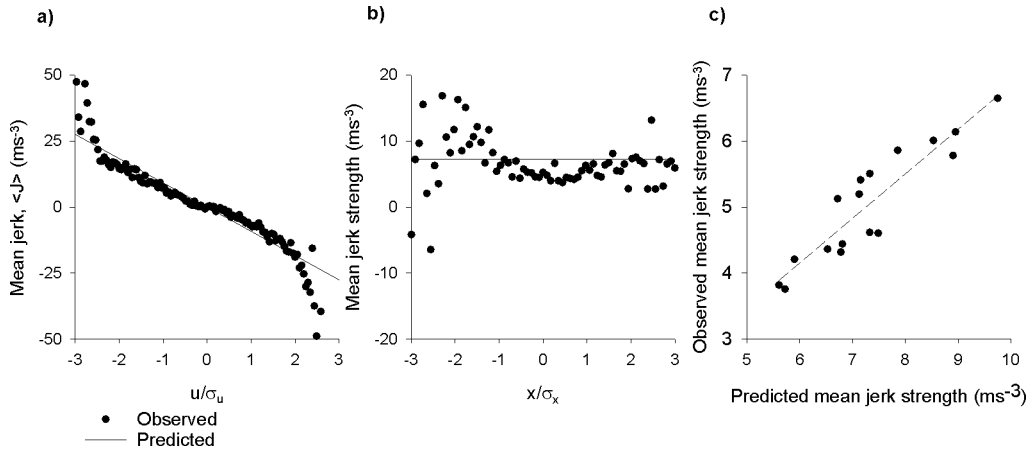 a)
Mean jerk, <J> (ms-3)
50
25
0
-25
-50
-3 -2 -1 0 1 2 3
u/σu
● Observed
— Predicted
b)
Mean jerk strength (ms-3)
20
10
0
-10
-20
-3 -2 -1 0 1 2 3
x/σx
c)
Observed mean jerk strength (ms-3)
7
6
5
4
3
5 6 7 8 9 10
Predicted mean jerk strength (ms-3)